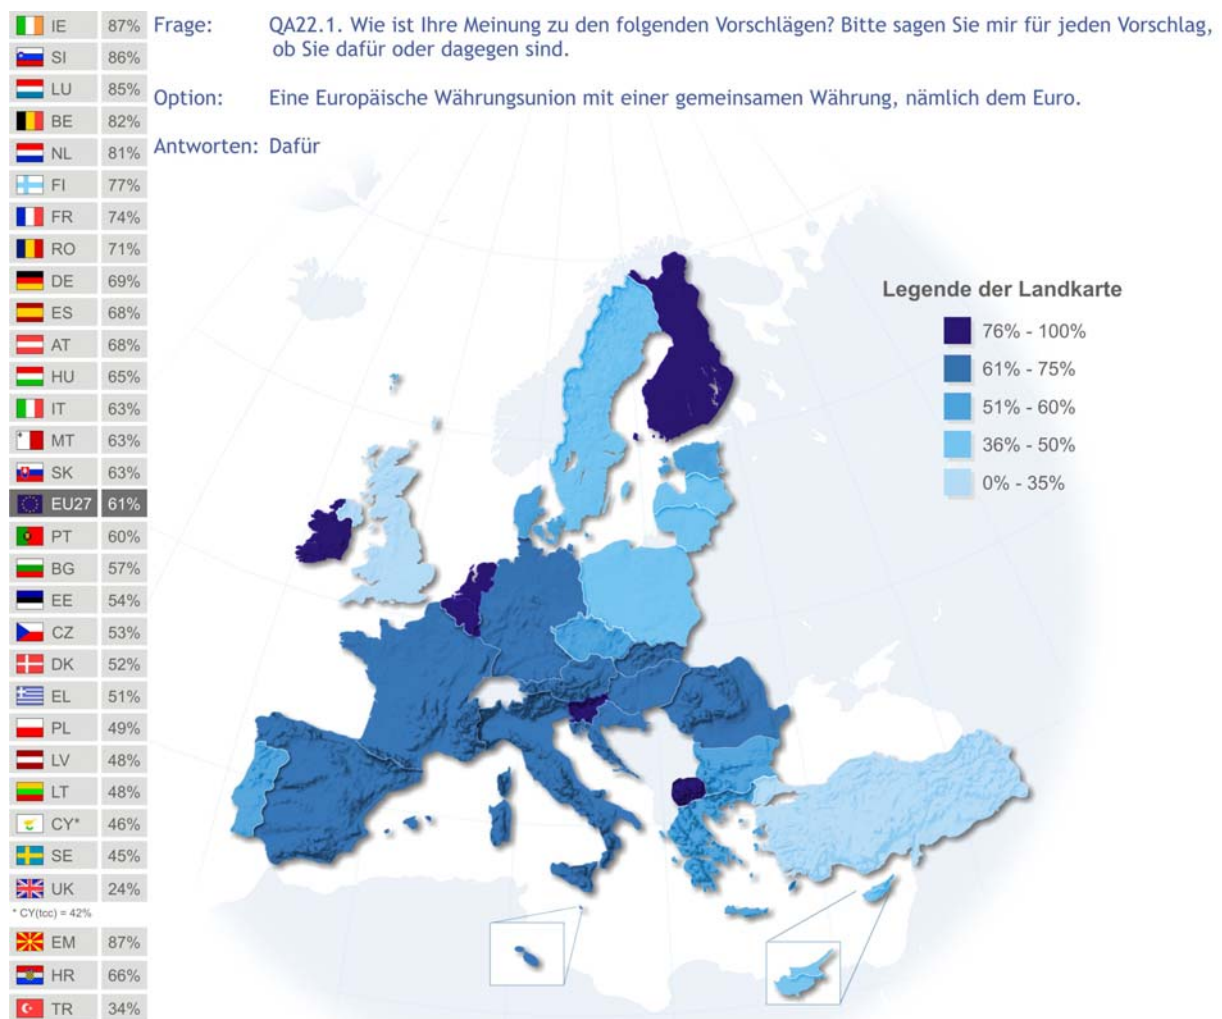 Frage: QA22.1. Wie ist Ihre Meinung zu den folgenden Vorschlägen? Bitte sagen Sie mir für jeden Vorschlag,
ob Sie dafür oder dagegen sind.
Option: Eine Europäische Währungsunion mit einer gemeinsamen Währung, nämlich dem Euro.
Antworten: Dafür
IE 87%
SI 86%
LU 85%
BE 82%
NL 81%
FI 77%
FR 74%
RO 71%
DE 69%
ES 68%
AT 68%
HU 65%
IT 63%
MT 63%
SK 63%
EU27 61%
PT 60%
BG 57%
EE 54%
CZ 53%
DK 52%
EL 51%
PL 49%
LV 48%
LT 48%
CY* 46%
SE 45%
UK 24%
* CY(tcc) = 42%
EM 87%
HR 66%
TR 34%
Legende der Landkarte
76% - 100%
61% - 75%
51% - 60%
36% - 50%
0% - 35%